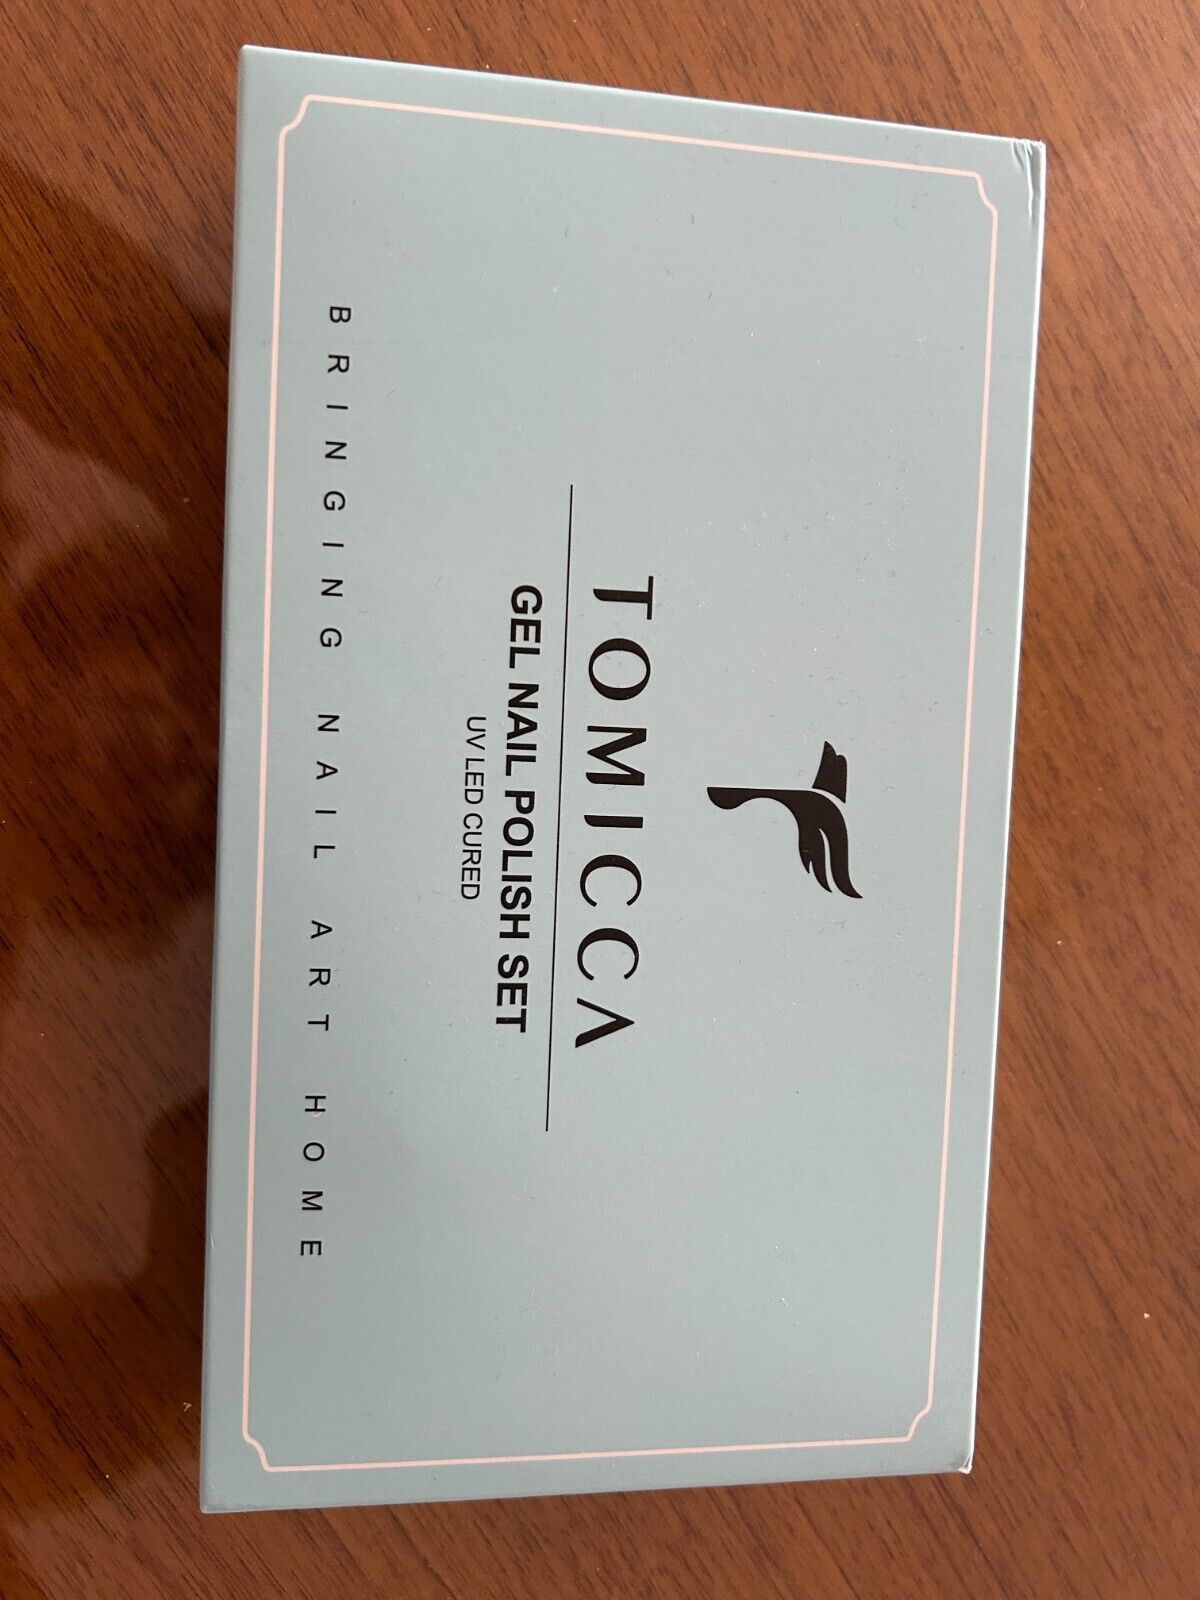 TOMICCA
GEL NAIL POLISH SET
UV LED CURED
BRINGING NAIL ART HOME